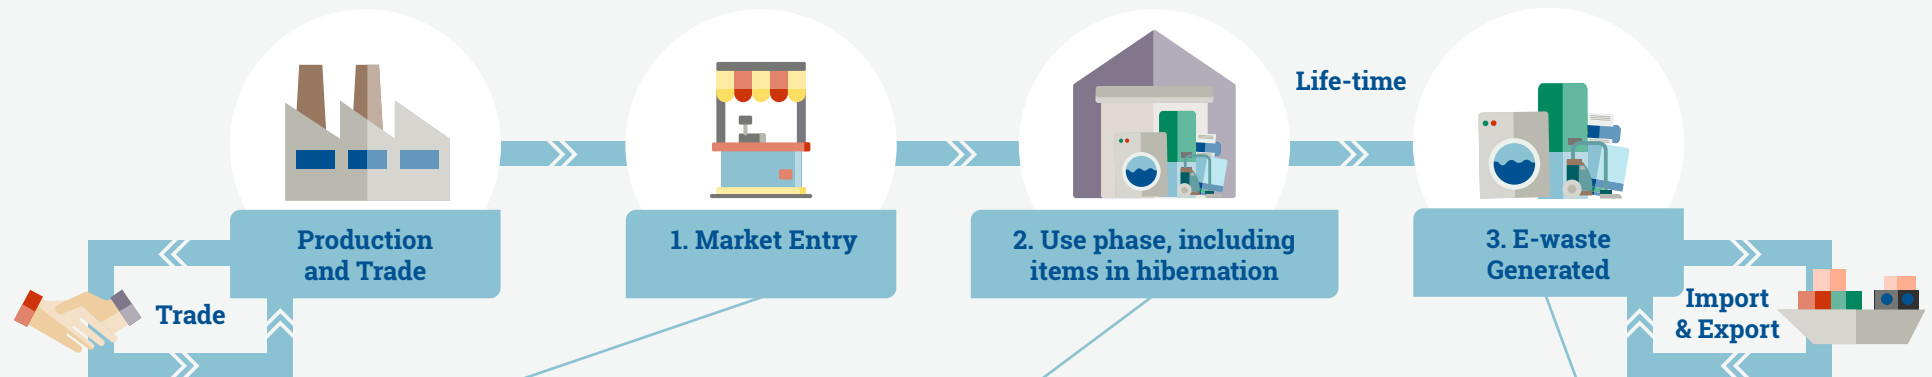 Life-time
Production
and Trade
1. Market Entry
2. Use phase, including
items in hibernation
3. E-waste
Generated
Trade
Import
& Export